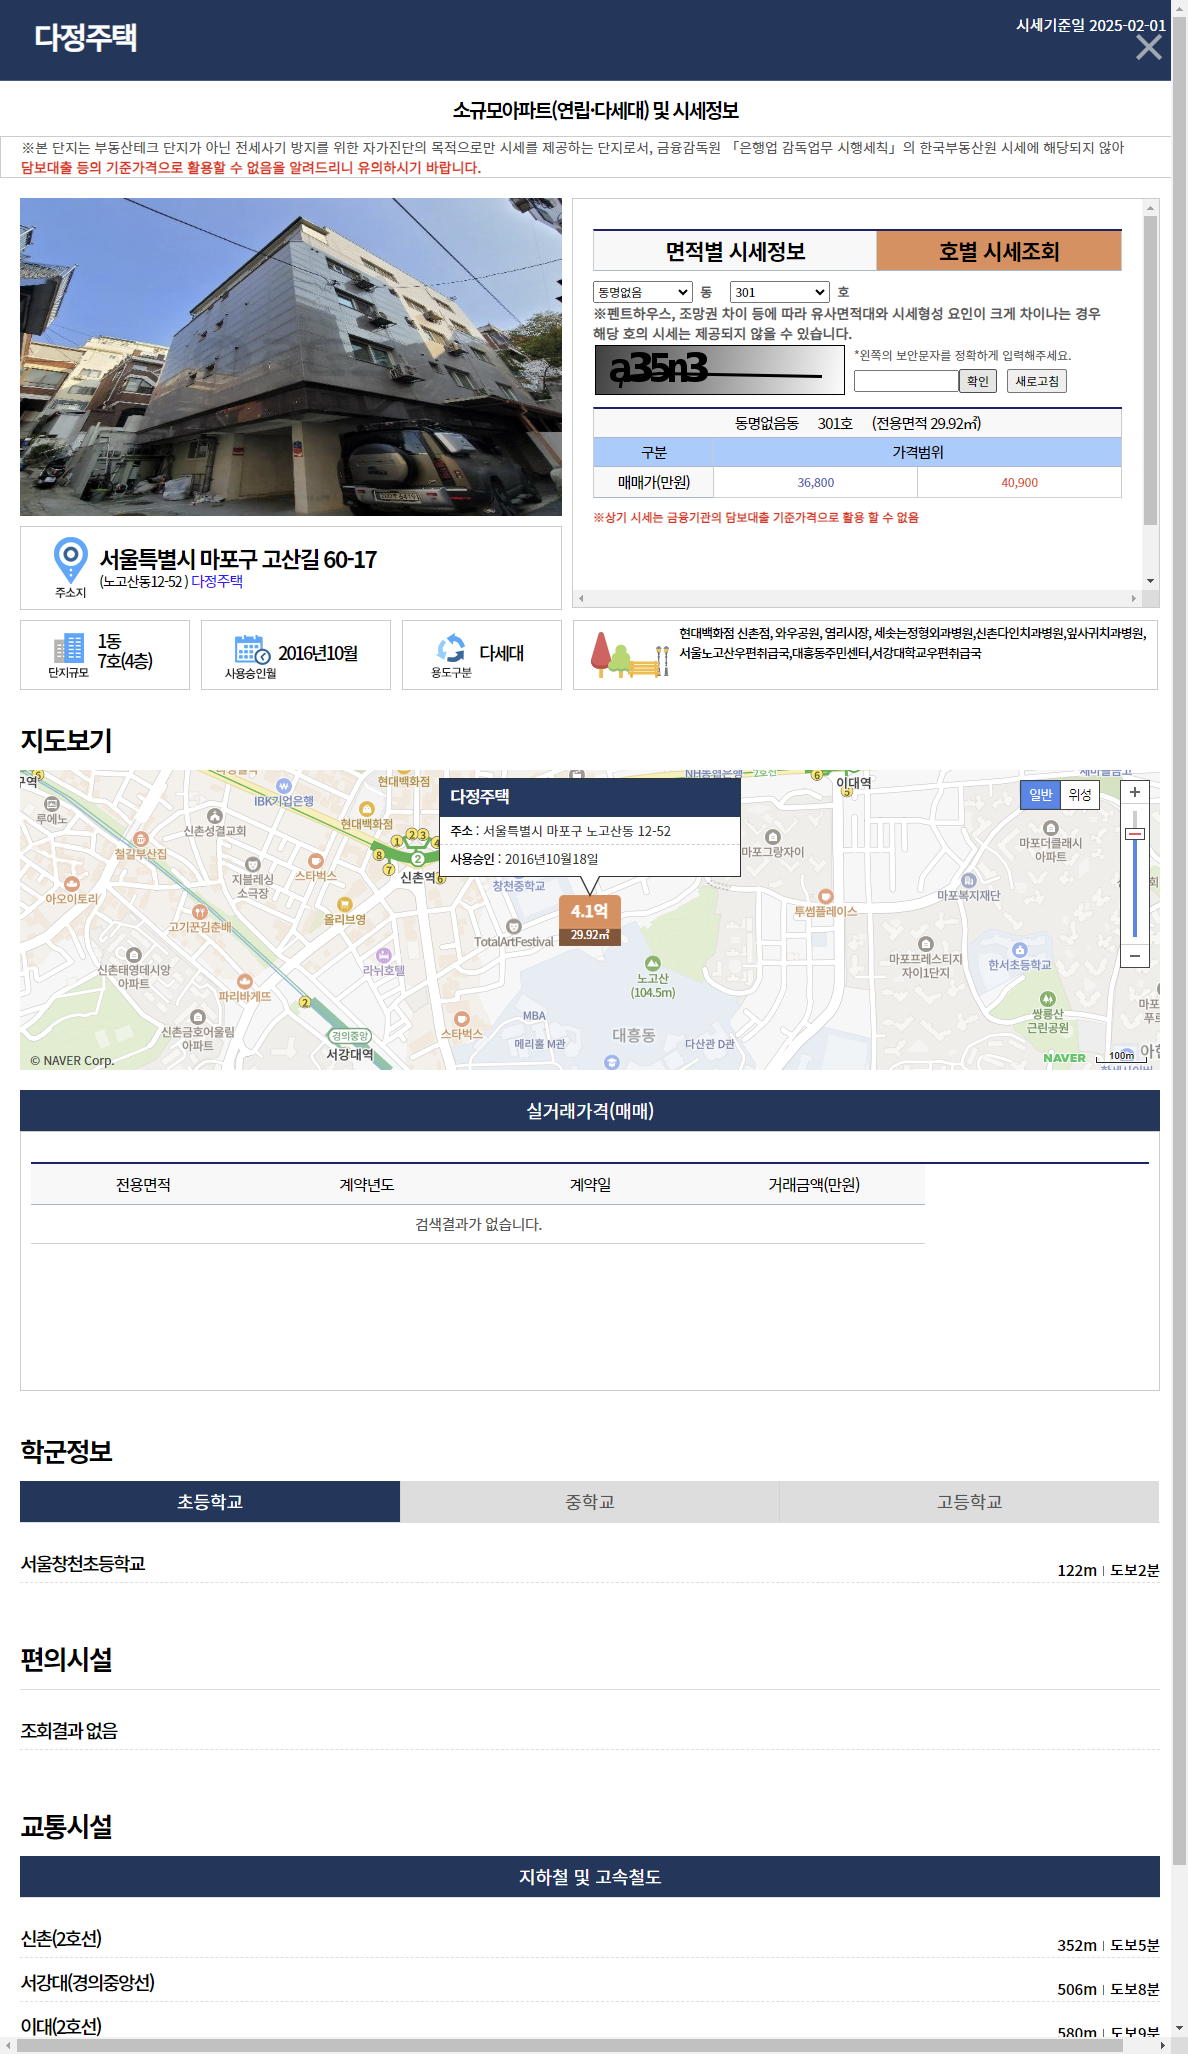 다정주택
시세기준일 2025-02-01
소규모아파트(연립·다세대) 및 시세정보
※본 단지는 부동산테크 단지가 아닌 전세사기 방지를 위한 자가진단의 목적으로만 시세를 제공하는 단지로서, 금융감독원 「은행업 감독업무 시행세칙」의 한국부동산원 시세에 해당되지 않아
담보대출 등의 기준가격으로 활용할 수 없음을 알려드리니 유의하시기 바랍니다.
면적별 시세정보 호별 시세조회
동명없음 동 301 호
※펜트하우스, 조망권 차이 등에 따라 유사면적대와 시세형성 요인이 크게 차이나는 경우
해당 호의 시세는 제공되지 않을 수 있습니다.
a35n3
*왼쪽의 보안문자를 정확하게 입력해주세요.
확인 새로고침
동명없음동 301호 (전용면적 29.92㎡)
구분 가격범위
매매가(만원) 36,800 40,900
※상기 시세는 금융기관의 담보대출 기준가격으로 활용 할 수 없음
주소지
서울특별시 마포구 고산길 60-17
(노고산동12-52 ) 다정주택
단지규모
1동
7호(4층)
사용승인월
2016년10월
용도구분
다세대
현대백화점 신촌점, 와우공원, 염리시장, 세솟는정형외과병원,신촌다인치과병원,잎사귀치과병원,
서울노고산우편취급국,대흥동주민센터,서강대학교우편취급국
지도보기
다정주택
주소 : 서울특별시 마포구 노고산동 12-52
사용승인 : 2016년10월18일
4.1억
29.92㎡
일반 위성
루에노
IBK기업은행
현대백화점
현대백화점
신촌성결교회
철길부산집
지블레싱
소극장
스타벅스
신촌역
창천중학교
이대역
마포그랑자이
마포더클래시
아파트
마포복지재단
투썸플레이스
아오이토리
고기꾼김춘배
올리브영
TotalArtFestival
신촌태영데시앙
아파트
라뉘호텔
파리바게뜨
노고산
(104.5m)
마포프레스티지
자이1단지
한서초등학교
쌍룡산
근린공원
신촌금호어울림
아파트
경의중앙
서강대역
스타벅스
MBA
메리홀 M관
대흥동
다산관 D관
© NAVER Corp.
NAVER
100m
실거래가격(매매)
전용면적 계약년도 계약일 거래금액(만원)
검색결과가 없습니다.
학군정보
초등학교 중학교 고등학교
서울창천초등학교 122m 도보2분
편의시설
조회결과 없음
교통시설
지하철 및 고속철도
신촌(2호선) 352m 도보5분
서강대(경의중앙선) 506m 도보8분
이대(2호선) 580m 도보9분